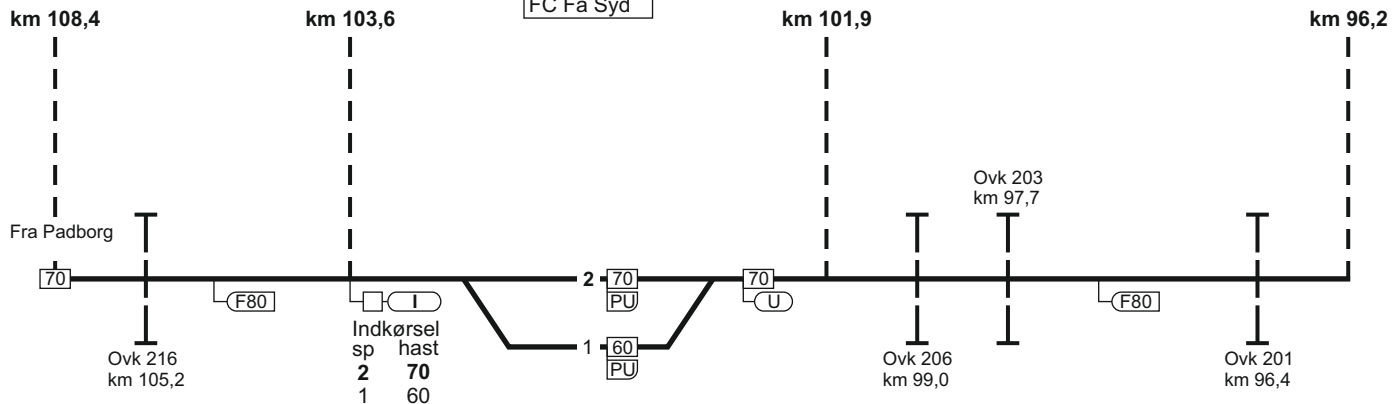 FC Fa Syd
km 108,4
km 103,6
km 101,9
km 96,2
Ovk 203
km 97,7
Fra Padborg
70
2
70
70
F80
I
PU
U
F80
Indkørsel
sp hast
2 70
1 60
1
60
PU
Ovk 216
km 105,2
Ovk 206
km 99,0
Ovk 201
km 96,4